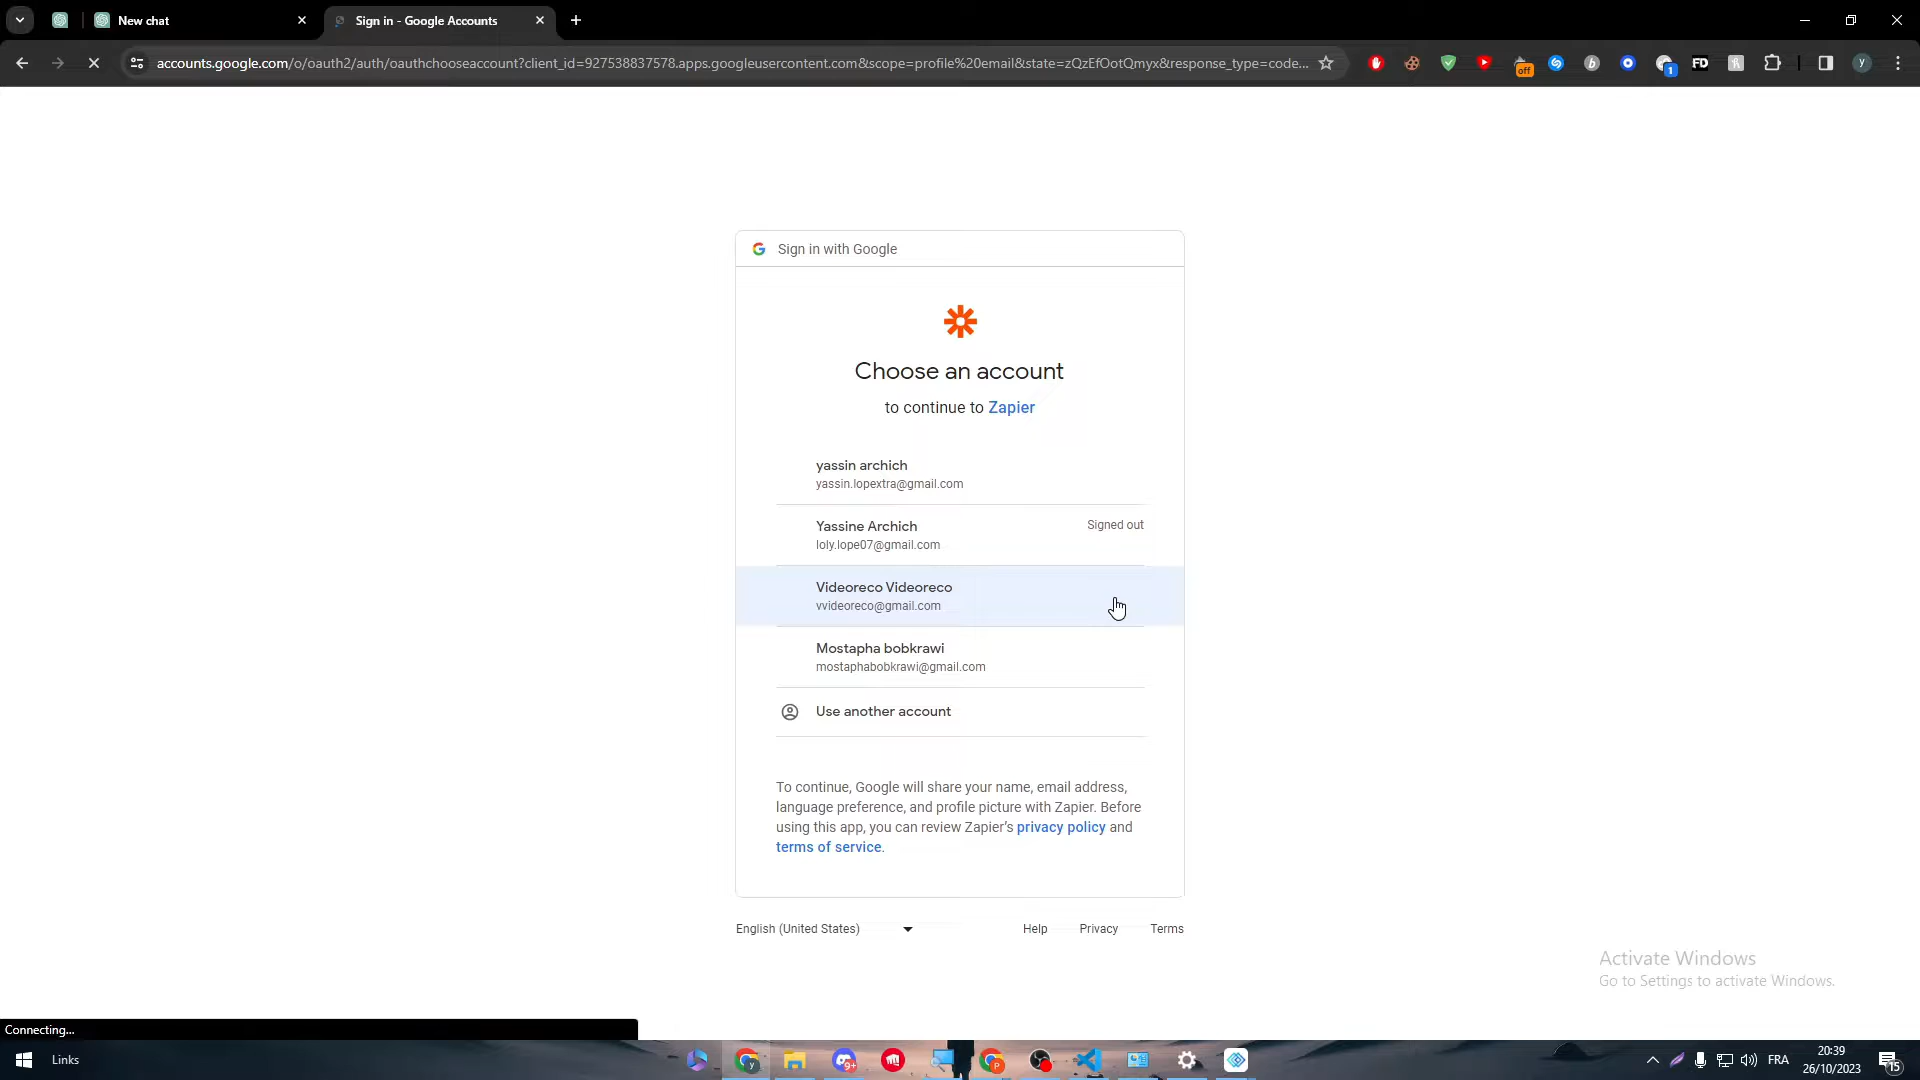 New chat
Sign in - Google Accounts
accounts.google.com/o/oauth2/auth/oauthchooseaccount?client_id=927538837578.apps.googleusercontent.com&scope=profile%20email&state=zQzEfOotQmyx&response_type=code...
off
1
FD
y
Sign in with Google
Choose an account
to continue to Zapier
yassin archich
yassin.lopextra@gmail.com
Yassine Archich
Signed out
loly.lope07@gmail.com
Videoreco Videoreco
vvideoreco@gmail.com
Mostapha bobkrawi
mostaphabobkrawi@gmail.com
Use another account
To continue, Google will share your name, email address,
language preference, and profile picture with Zapier. Before
using this app, you can review Zapier's privacy policy and
terms of service.
English (United States)
Help
Privacy
Terms
Activate Windows
Go to Settings to activate Windows.
Connecting...
Links
FRA
20:39
26/10/2023
15